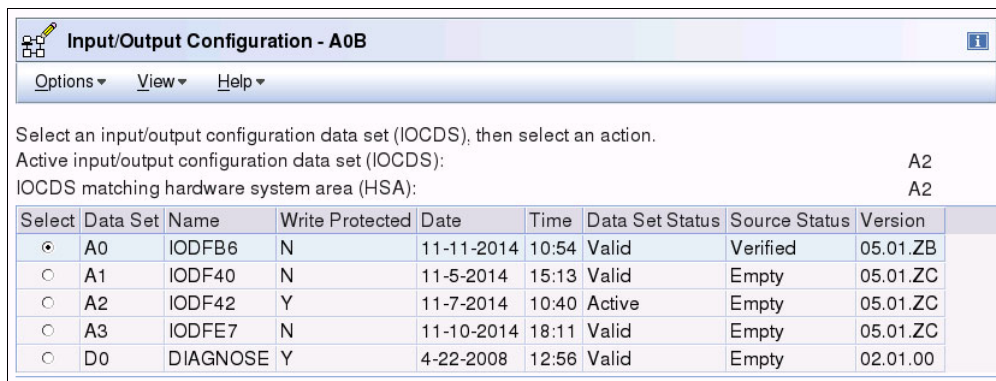 Input/Output Configuration - A0B
i
Options View Help
Select an input/output configuration data set (IOCDS), then select an action.
Active input/output configuration data set (IOCDS): A2
IOCDS matching hardware system area (HSA): A2
Select Data Set Name Write Protected Date Time Data Set Status Source Status Version
A0 IODFB6 N 11-11-2014 10:54 Valid Verified 05.01.ZB
A1 IODF40 N 11-5-2014 15:13 Valid Empty 05.01.ZC
A2 IODF42 Y 11-7-2014 10:40 Active Empty 05.01.ZC
A3 IODFE7 N 11-10-2014 18:11 Valid Empty 05.01.ZC
D0 DIAGNOSE Y 4-22-2008 12:56 Valid Empty 02.01.00